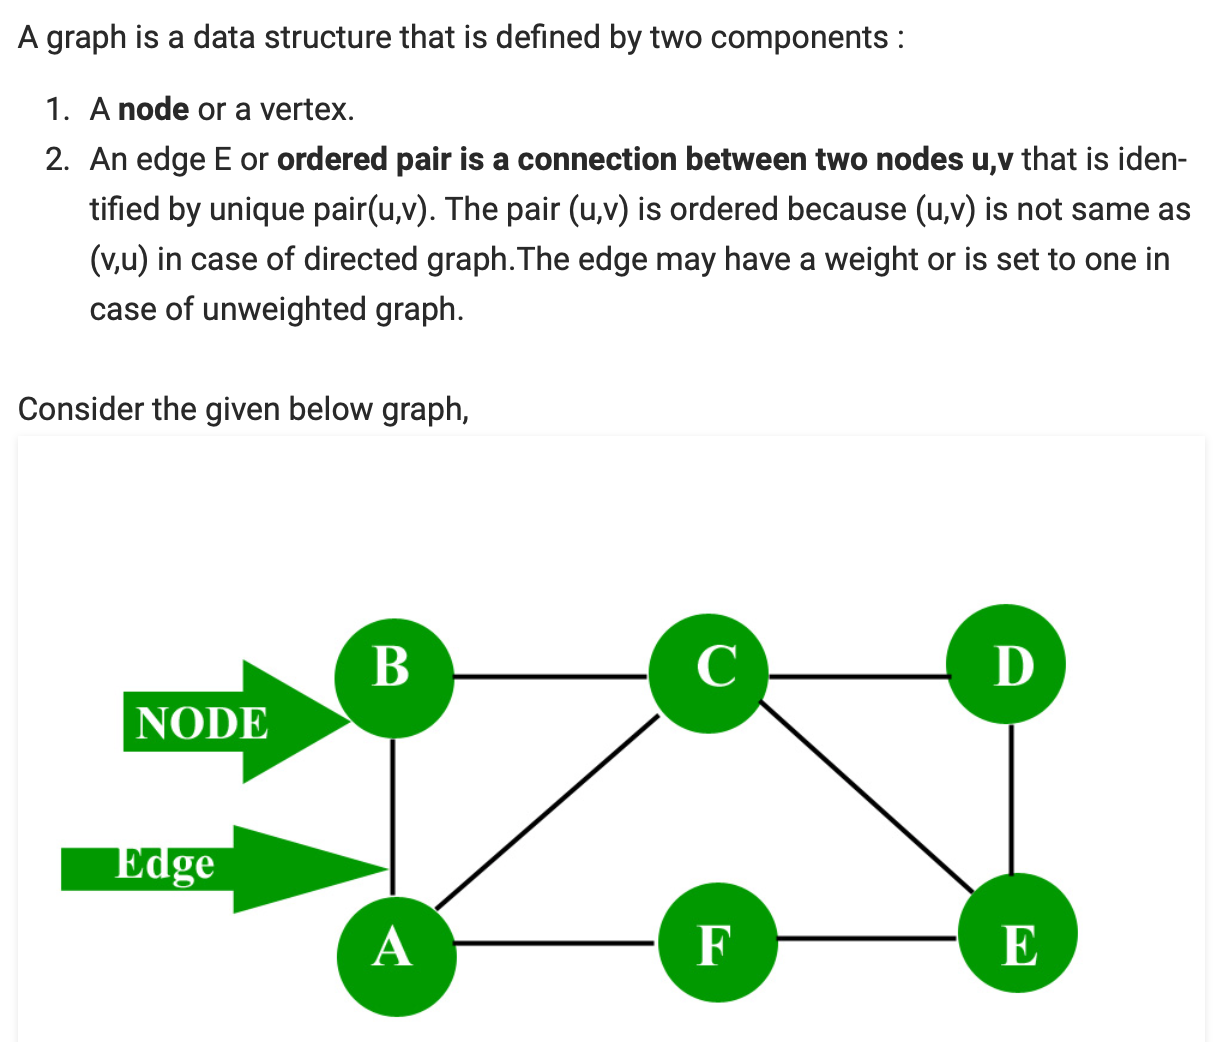 A graph is a data structure that is defined by two components :
1. A node or a vertex.
2. An edge E or ordered pair is a connection between two nodes u,v that is iden-
tified by unique pair(u,v). The pair (u,v) is ordered because (u,v) is not same as
(v,u) in case of directed graph.The edge may have a weight or is set to one in
case of unweighted graph.
Consider the given below graph,
B
C
D
NODE
Edge
A
F
E